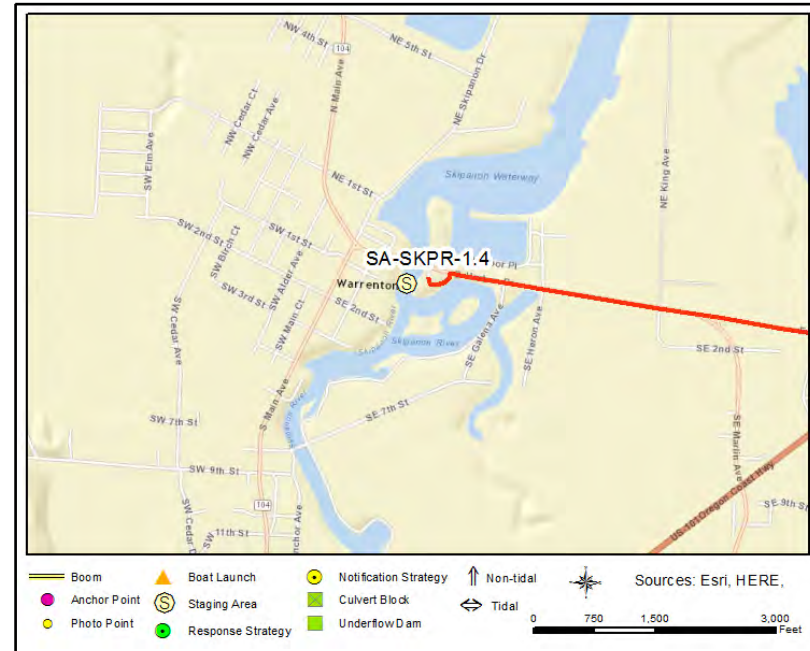 NW 4th St
NE 5th St
104
N Main Ave
NE Skipanon Dr
NW Cedar Ct
NW Cedar Ave
SW Elm Ave
NE 1st St
Skipanon Waterway
NE King Ave
SW 2nd St
SW Birch Ct
SW 1st St
SW Alder Ave
SA-SKPR-1.4
Warrenton
S
SW 3rd St
SE 2nd St
SW Main Ct
Skipanon River
Skipanon River
SE Galena Ave
SE Heron Ave
SE 2nd St
SW Cedar Ave
S Main Ave
SE 7th St
SW 7th St
SE Marlin Ave
SW 9th St
US-101 Oregon Coast Hwy
SE 9th St
104
SW 11th St
Boom
Boat Launch
Notification Strategy
Non-tidal
Sources: Esri, HERE,
Anchor Point
S Staging Area
Culvert Block
Tidal
Photo Point
Response Strategy
Underflow Dam
0 750 1,500 3,000
Feet